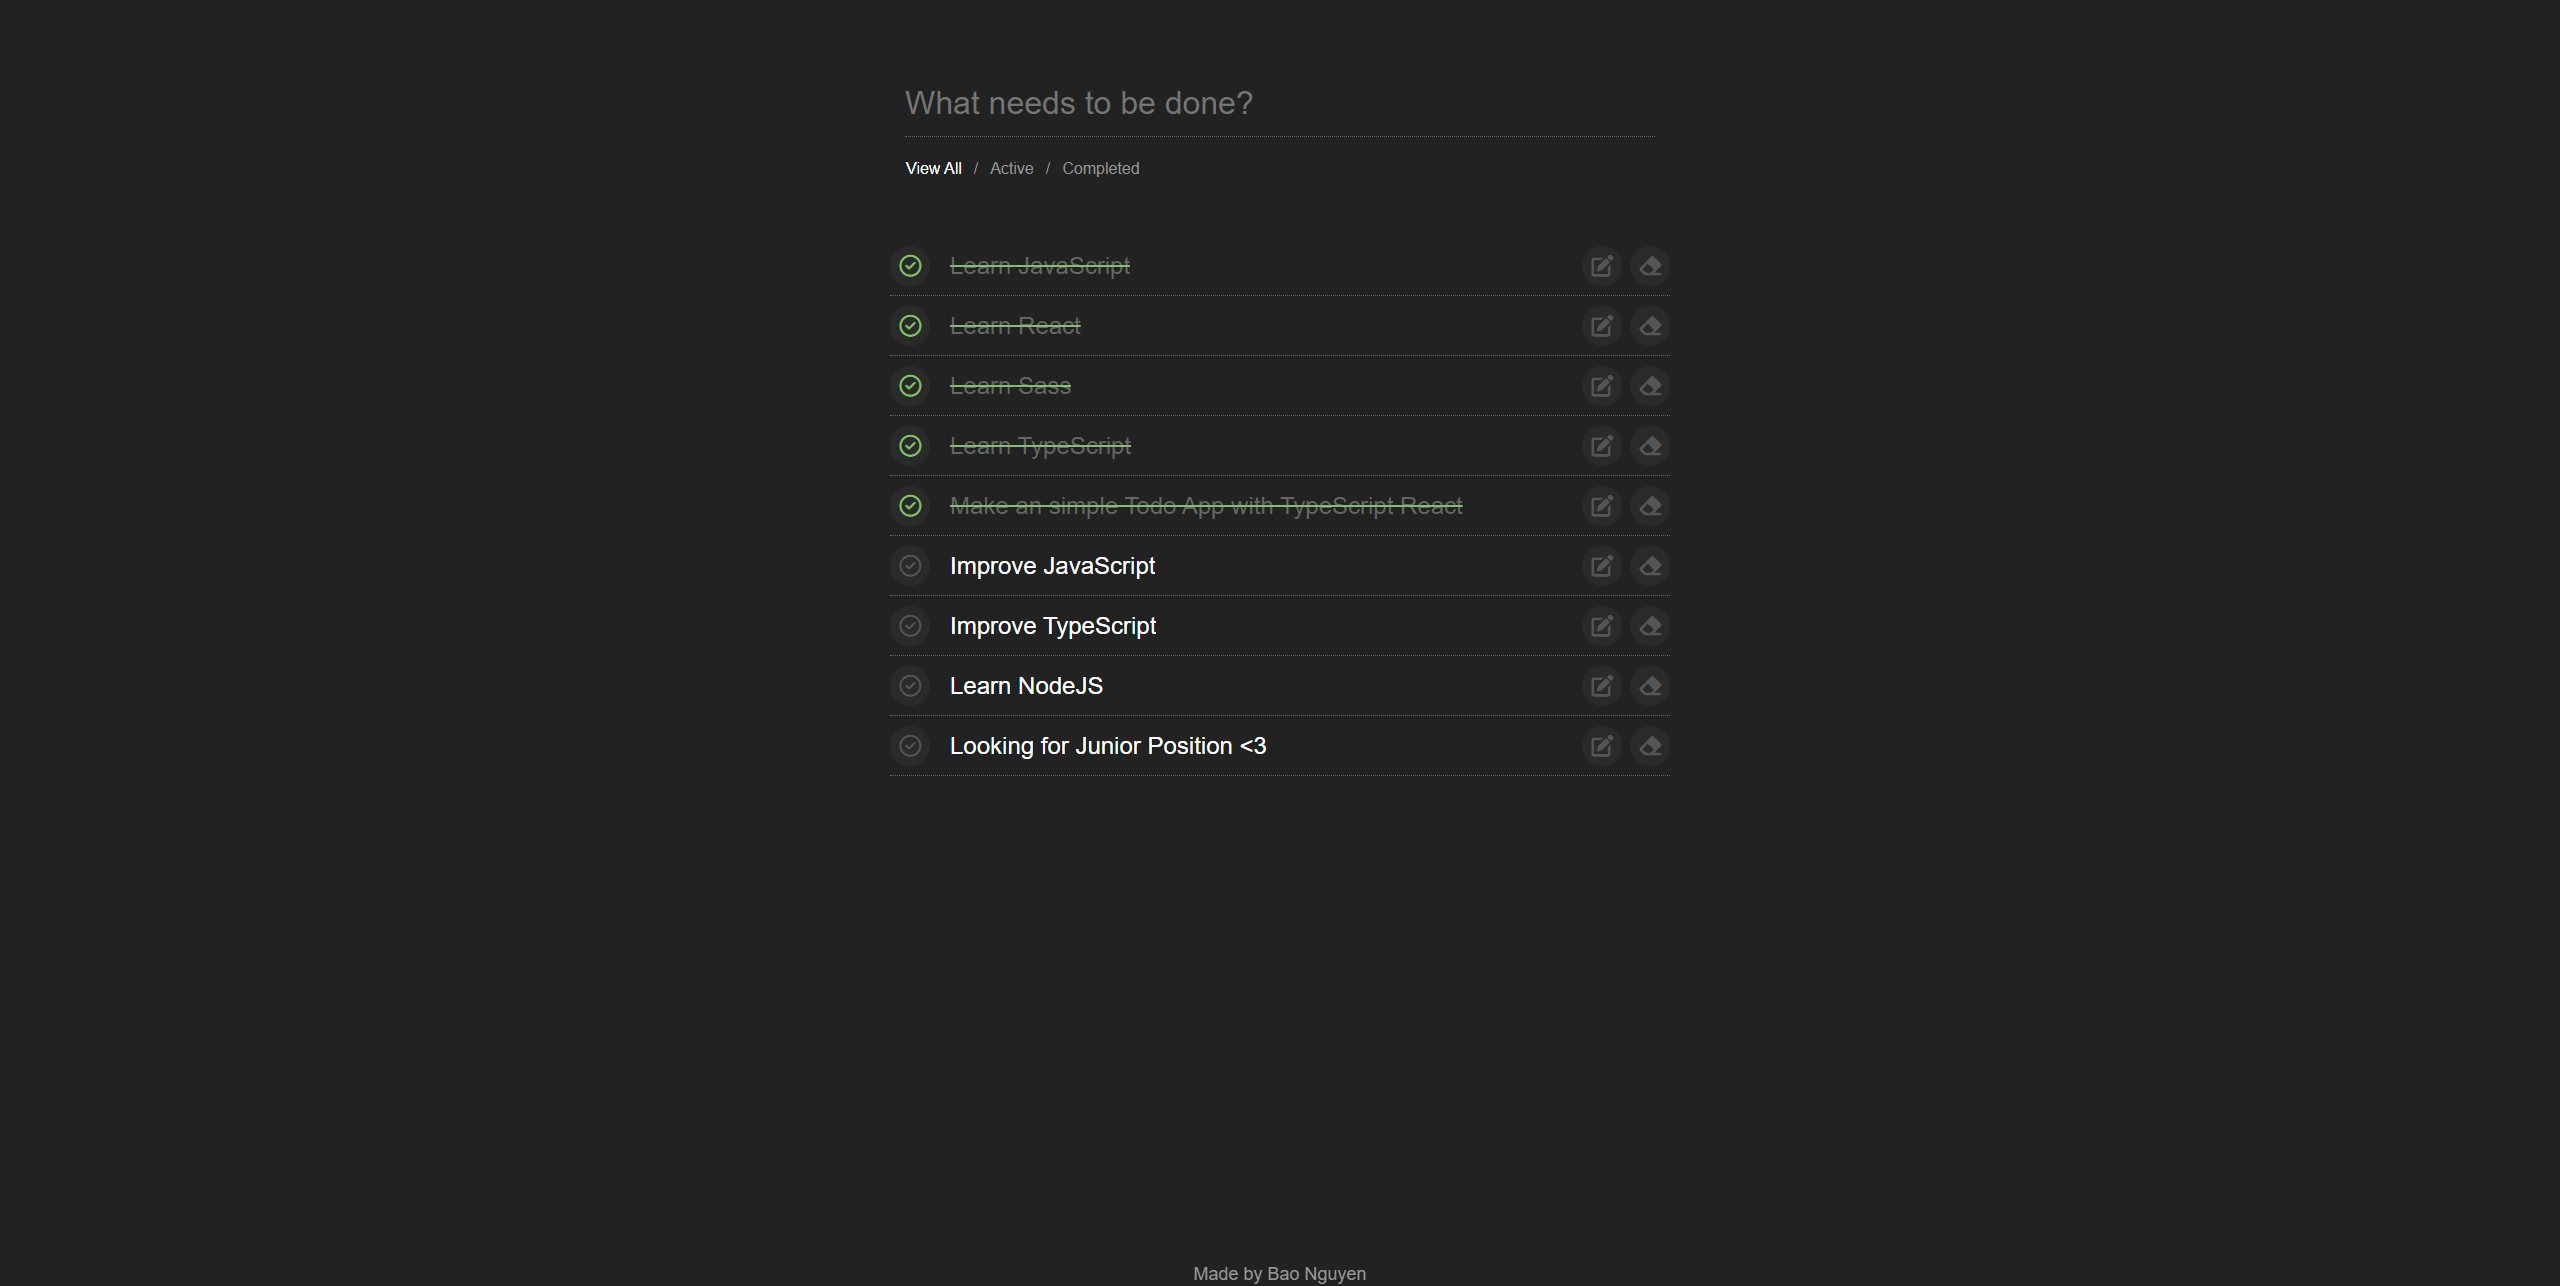 What needs to be done?
View All / Active / Completed
Learn JavaScript
Learn React
Learn Sass
Learn TypeScript
Make an simple Todo App with TypeScript React
Improve JavaScript
Improve TypeScript
Learn NodeJS
Looking for Junior Position <3
Made by Bao Nguyen